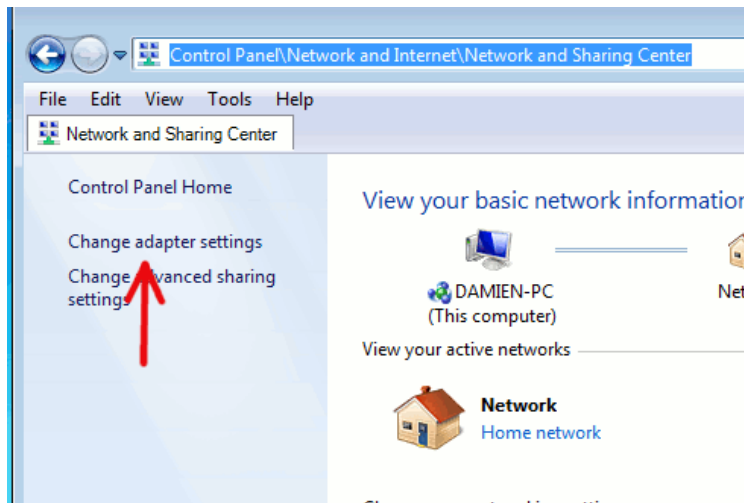 Control Panel\Network and Internet\Network and Sharing Center
File Edit View Tools Help
Network and Sharing Center
Control Panel Home
Change adapter settings
Change advanced sharing
settings
View your basic network
DAMIEN-PC
(This computer)
View your active networks
Network
Home network